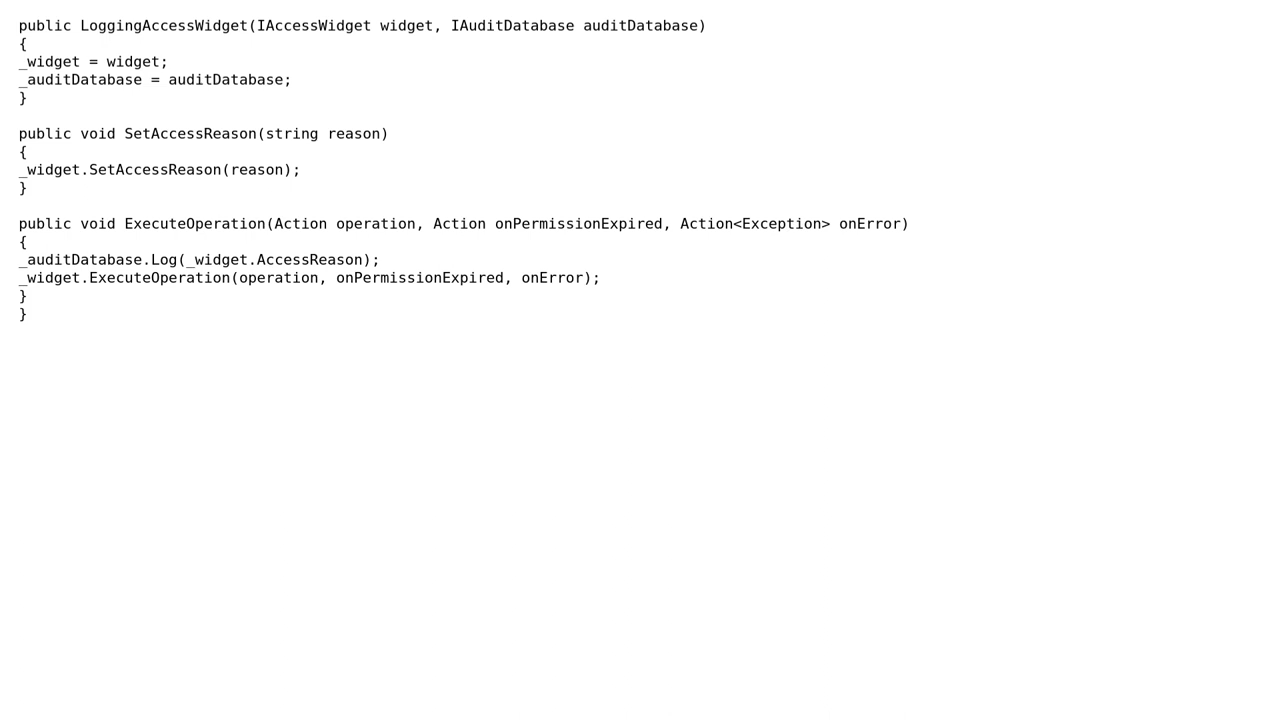 public LoggingAccessWidget(IAccessWidget widget, IAuditDatabase auditDatabase)
{
_widget = widget;
_auditDatabase = auditDatabase;
}

public void SetAccessReason(string reason)
{
_widget.SetAccessReason(reason);
}

public void ExecuteOperation(Action operation, Action onPermissionExpired, Action<Exception> onError)
{
_auditDatabase.Log(_widget.AccessReason);
_widget.ExecuteOperation(operation, onPermissionExpired, onError);
}
}